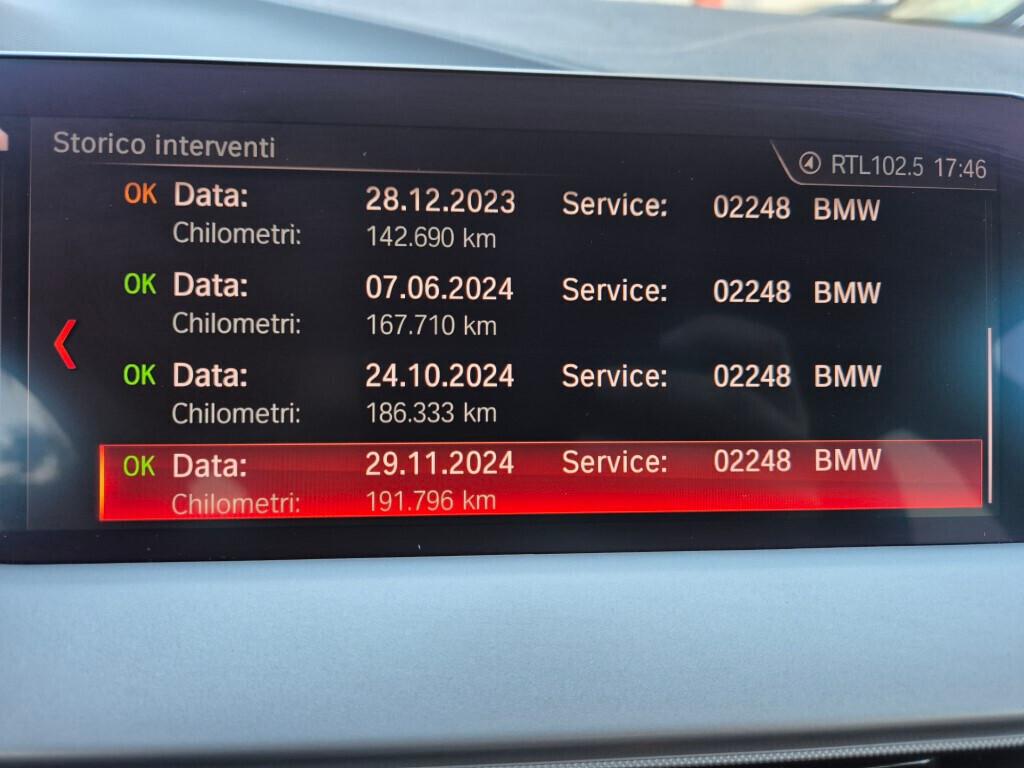 Storico interventi
RTL102.5 17:46
OK Data: 28.12.2023 Service: 02248 BMW
Chilometri: 142.690 km
OK Data: 07.06.2024 Service: 02248 BMW
Chilometri: 167.710 km
OK Data: 24.10.2024 Service: 02248 BMW
Chilometri: 186.333 km
OK Data: 29.11.2024 Service: 02248 BMW
Chilometri: 191.796 km